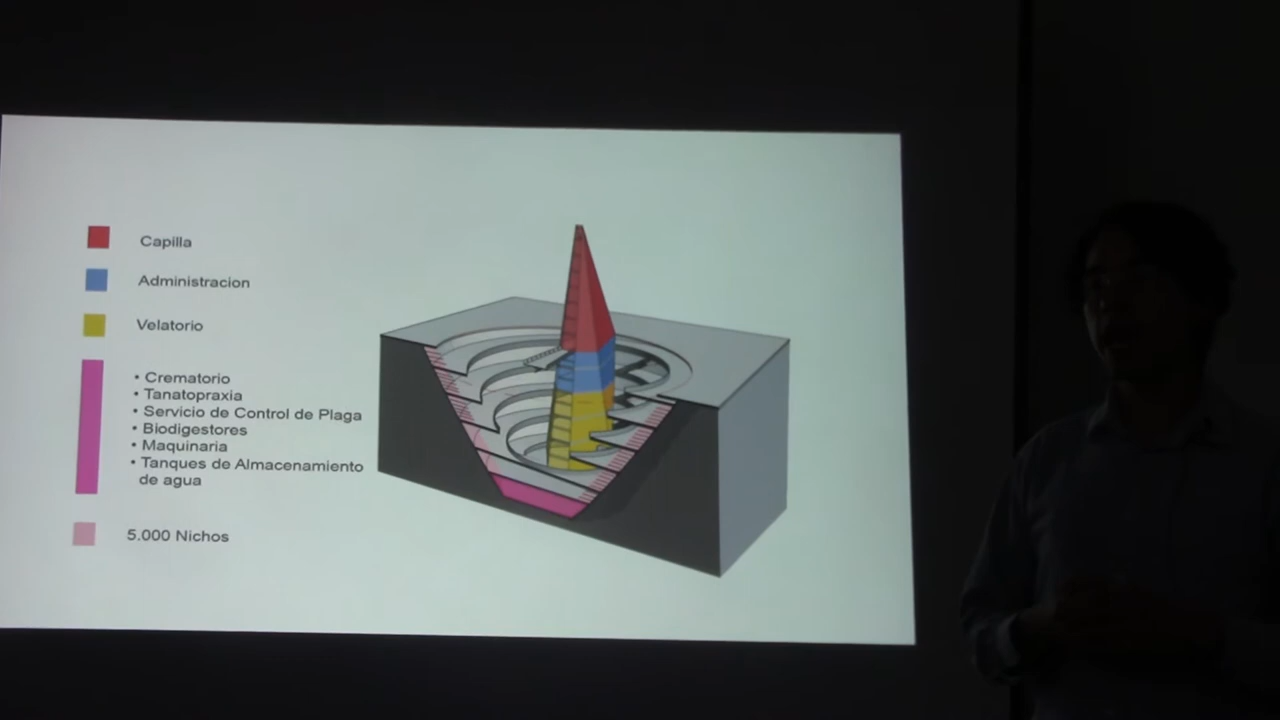 Capilla
Administracion
Velatorio
• Crematorio
• Tanatopraxia
• Servicio de Control de Plaga
• Biodigestores
• Maquinaria
• Tanques de Almacenamiento
de agua
5.000 Nichos